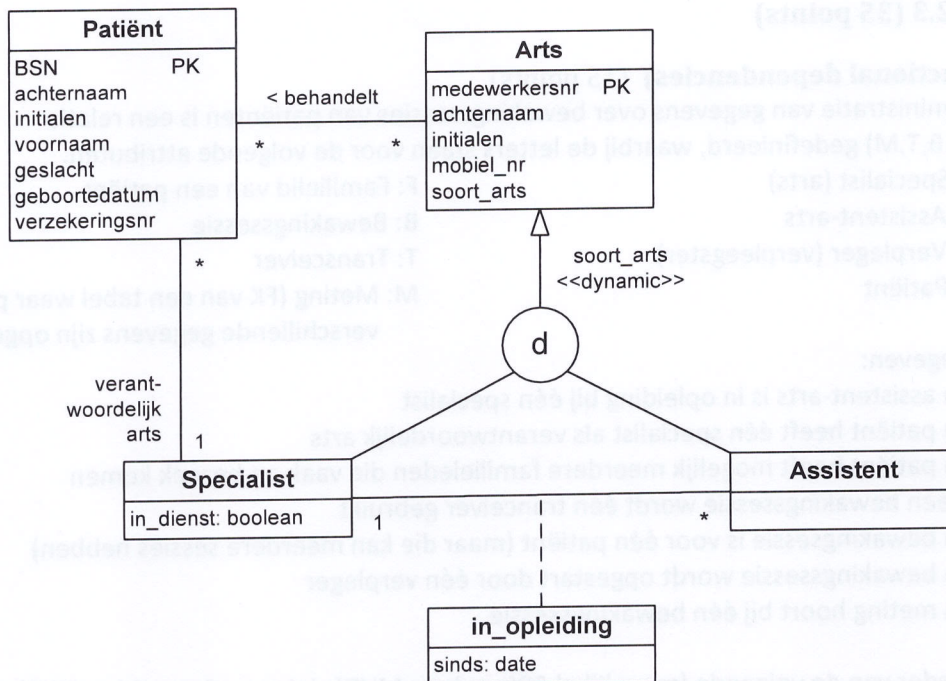 Patiënt
BSN PK
achternaam
initialen
voornaam
geslacht
geboortedatum
verzekeringsnr
< behandelt
*
*
Arts
medewerkersnr PK
achternaam
initialen
mobiel_nr
soort_arts
soort_arts
<<dynamic>>
d
*
verant-
woordelijk
arts
1
Specialist
in_dienst: boolean
1
*
Assistent
in_opleiding
sinds: date